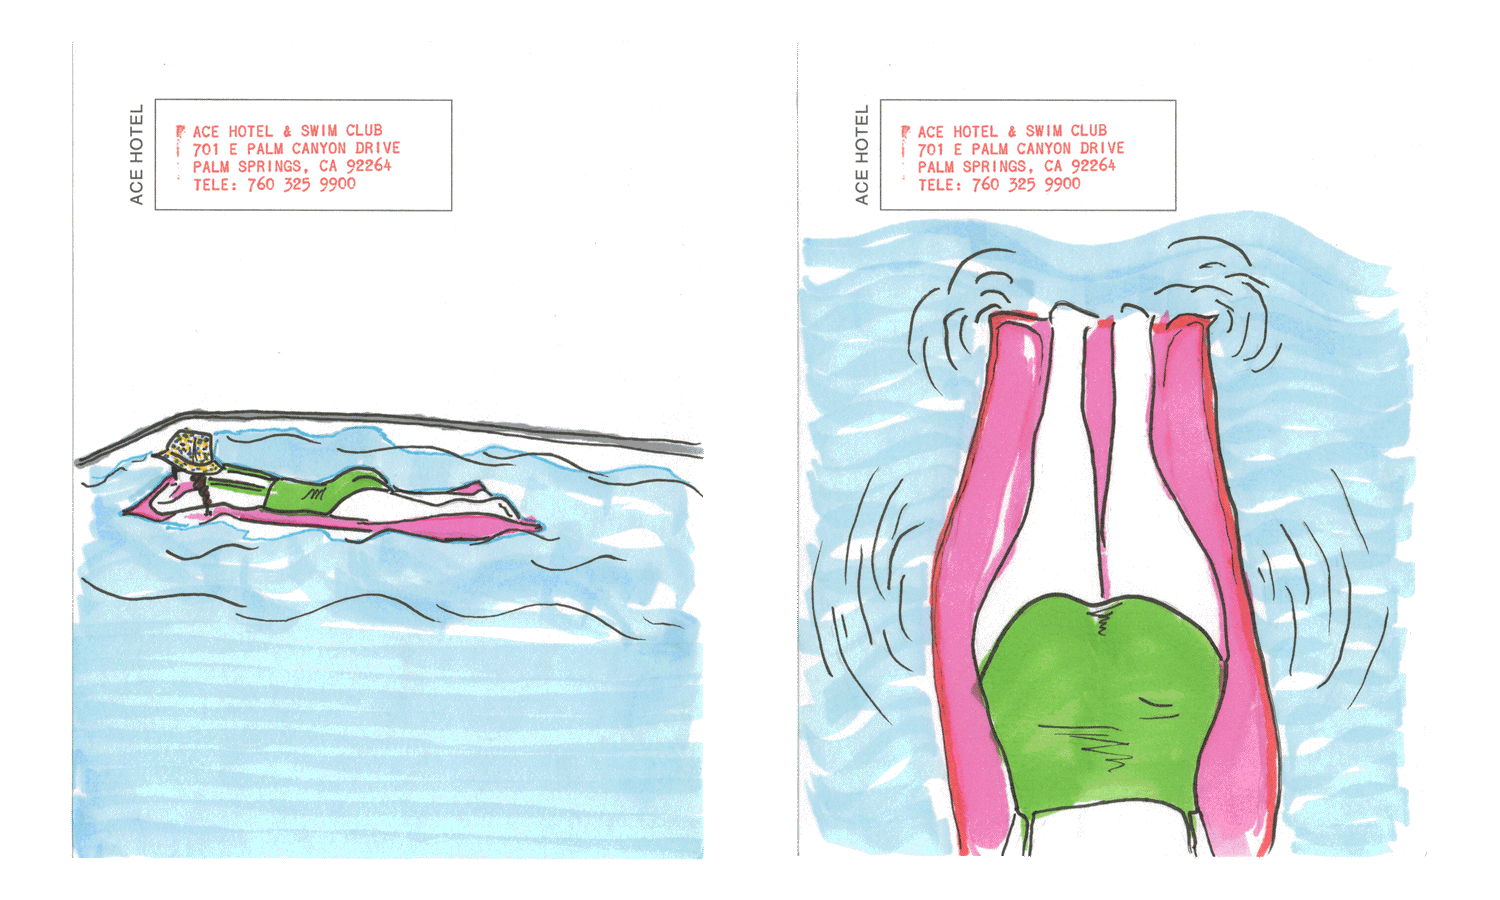 ACE HOTEL
ACE HOTEL & SWIM CLUB
701 E PALM CANYON DRIVE
PALM SPRINGS, CA 92264
TELE: 760 325 9900
ACE HOTEL
ACE HOTEL & SWIM CLUB
701 E PALM CANYON DRIVE
PALM SPRINGS, CA 92264
TELE: 760 325 9900